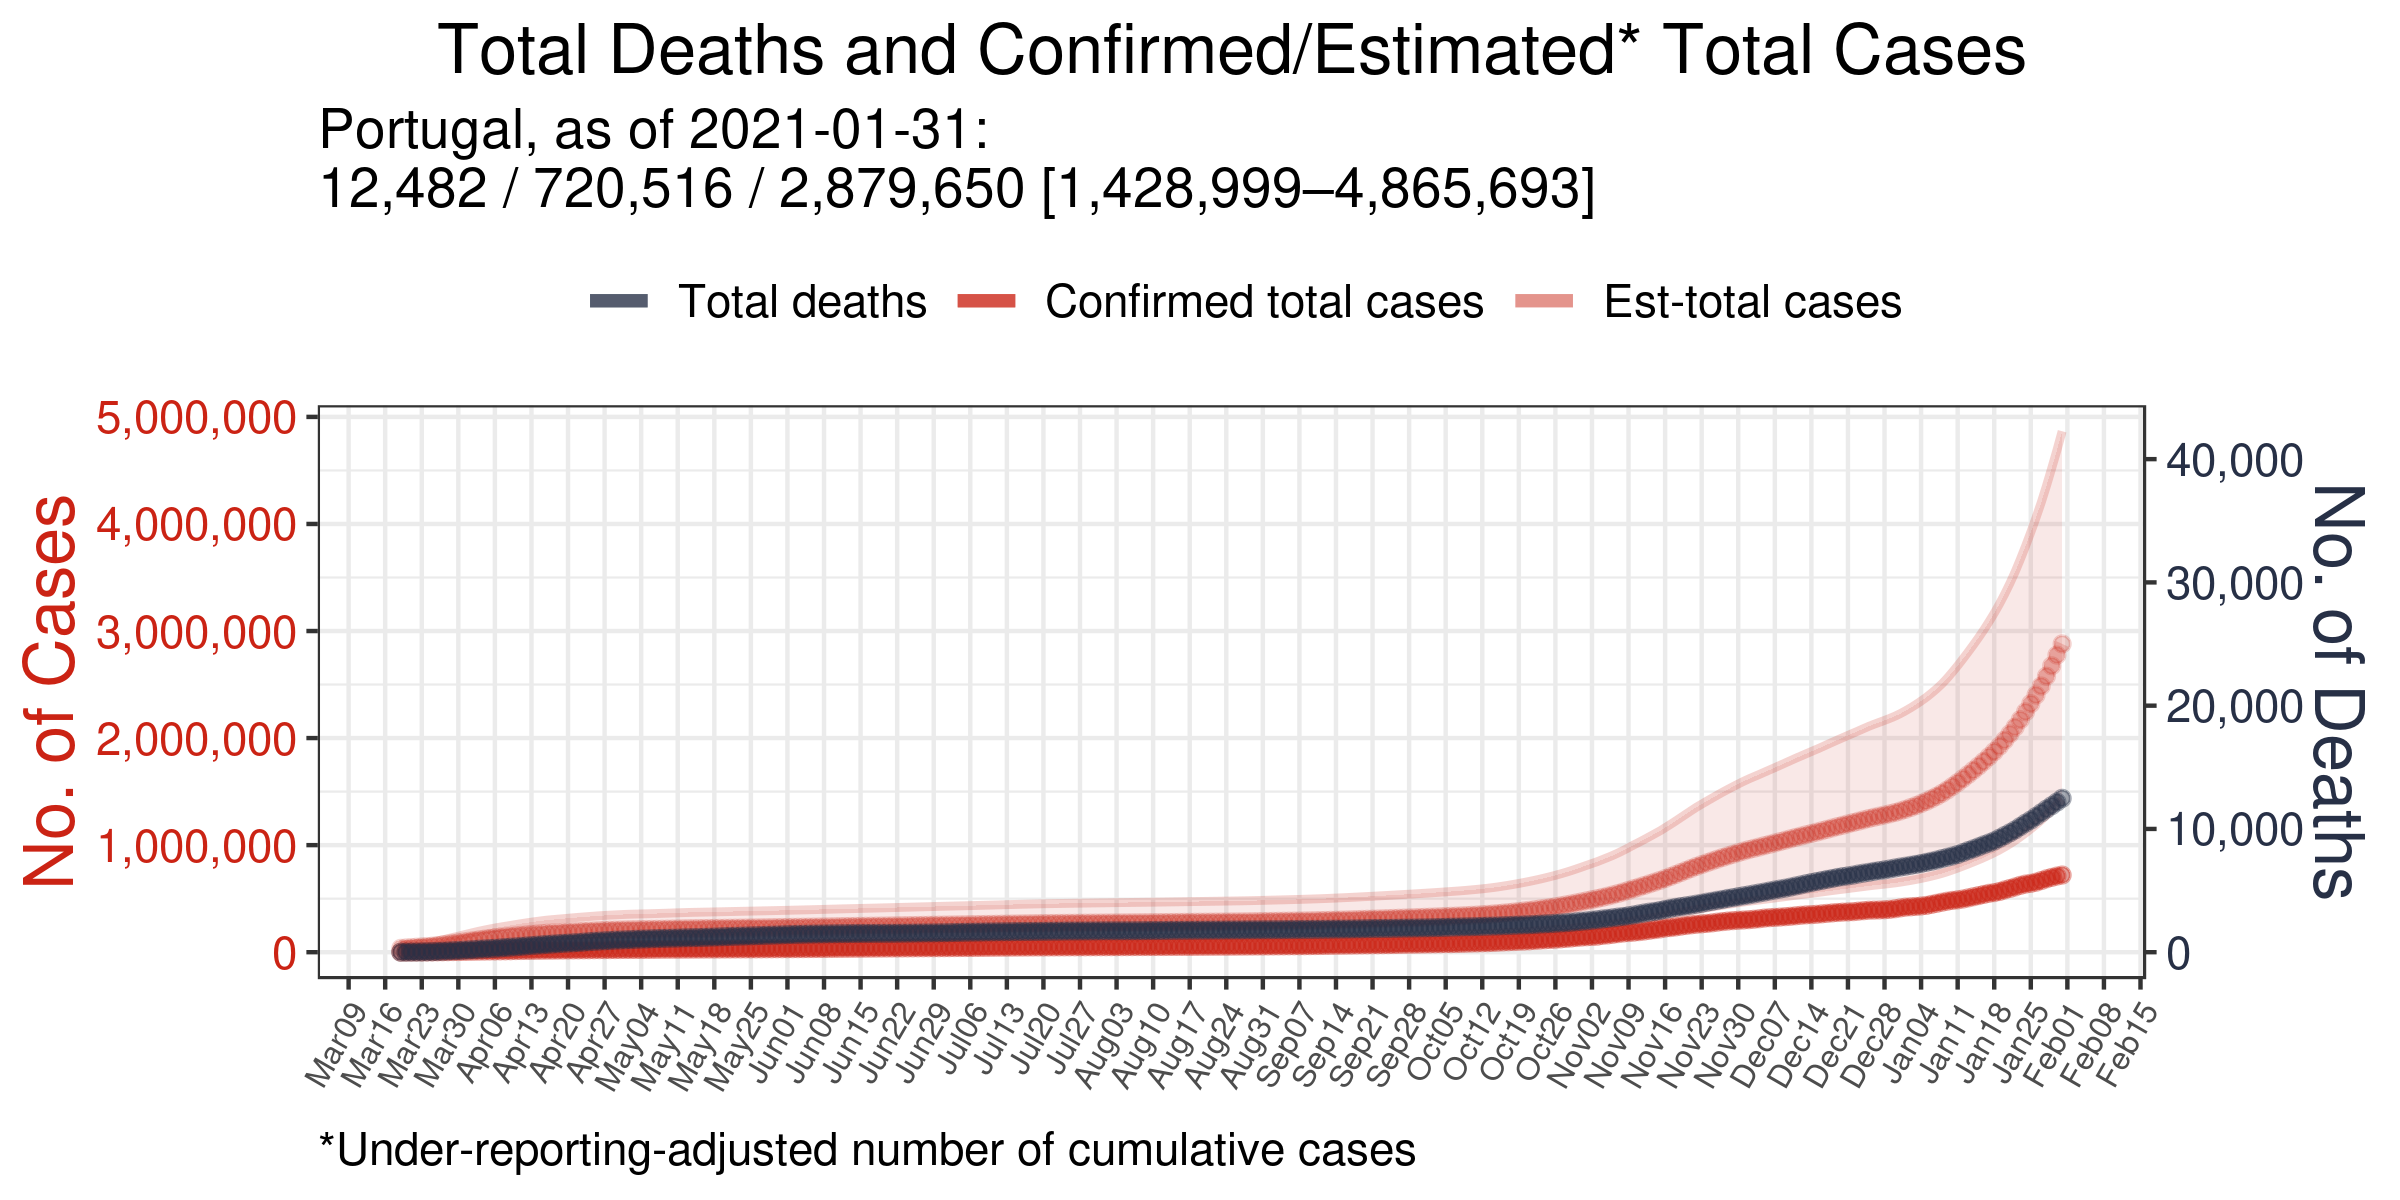 Total Deaths and Confirmed/Estimated* Total Cases
Portugal, as of 2021-01-31:
12,482 / 720,516 / 2,879,650 [1,428,999–4,865,693]
Total deaths
Confirmed total cases
Est-total cases
No. of Cases
5,000,000
4,000,000
3,000,000
2,000,000
1,000,000
0
40,000
30,000
20,000
10,000
0
No. of Deaths
Mar09
Mar16
Mar23
Mar30
Apr06
Apr13
Apr20
Apr27
May04
May11
May18
May25
Jun01
Jun08
Jun15
Jun22
Jun29
Jul06
Jul13
Jul20
Jul27
Aug03
Aug10
Aug17
Aug24
Aug31
Sep07
Sep14
Sep21
Sep28
Oct05
Oct12
Oct19
Oct26
Nov02
Nov09
Nov16
Nov23
Nov30
Dec07
Dec14
Dec21
Dec28
Jan04
Jan11
Jan18
Jan25
Feb01
Feb08
Feb15
*Under-reporting-adjusted number of cumulative cases